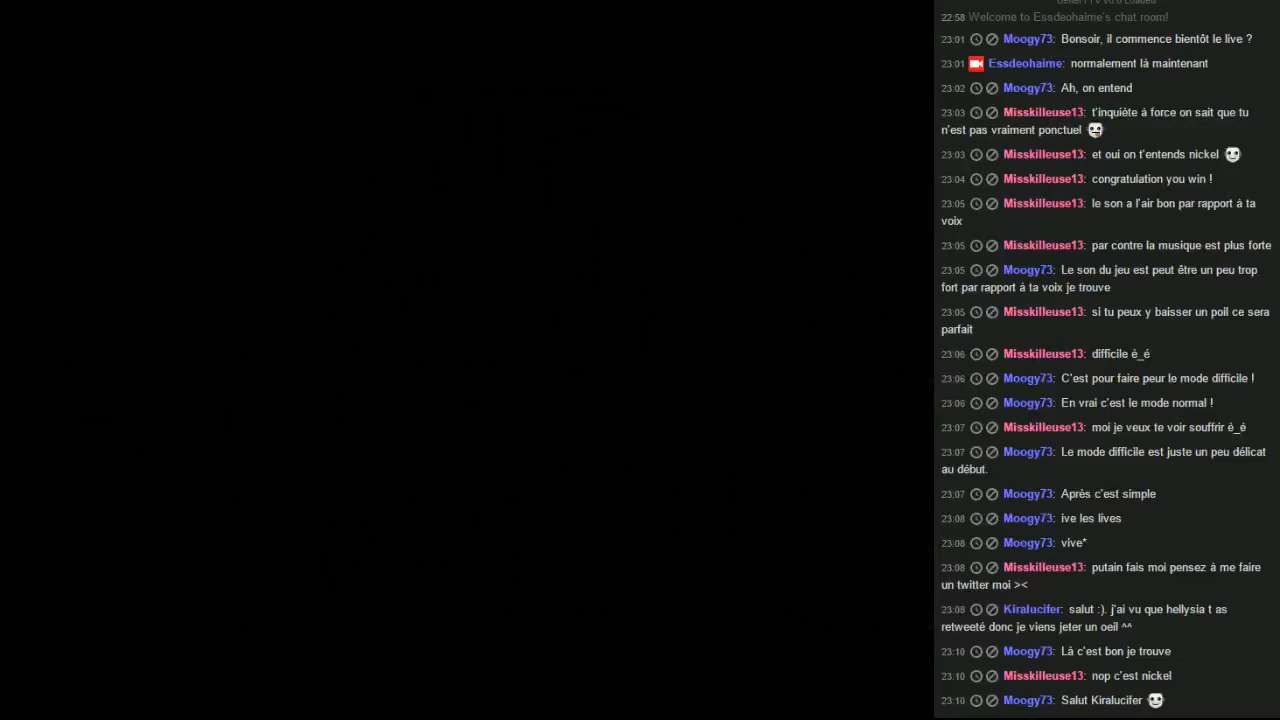 BetterTTV v6.8 Loaded
22:58 Welcome to Essdeohaime's chat room!
23:01 Moogy73: Bonsoir, il commence bientôt le live ?
23:01 Essdeohaime: normalement là maintenant
23:02 Moogy73: Ah, on entend
23:03 Misskilleuse13: t'inquiète à force on sait que tu
n'est pas vraiment ponctuel
23:03 Misskilleuse13: et oui on t'entends nickel
23:04 Misskilleuse13: congratulation you win !
23:05 Misskilleuse13: le son a l'air bon par rapport à ta
voix
23:05 Misskilleuse13: par contre la musique est plus forte
23:05 Moogy73: Le son du jeu est peut être un peu trop
fort par rapport à ta voix je trouve
23:05 Misskilleuse13: si tu peux y baisser un poil ce sera
parfait
23:06 Misskilleuse13: difficile é_é
23:06 Moogy73: C'est pour faire peur le mode difficile !
23:06 Moogy73: En vrai c'est le mode normal !
23:07 Misskilleuse13: moi je veux te voir souffrir é_é
23:07 Moogy73: Le mode difficile est juste un peu délicat
au début.
23:07 Moogy73: Après c'est simple
23:08 Moogy73: ive les lives
23:08 Moogy73: vive*
23:08 Misskilleuse13: putain fais moi pensez à me faire
un twitter moi ><
23:08 Kiralucifer: salut :). j'ai vu que hellysia t as
retweeté donc je viens jeter un oeil ^^
23:10 Moogy73: Là c'est bon je trouve
23:10 Misskilleuse13: nop c'est nickel
23:10 Moogy73: Salut Kiralucifer